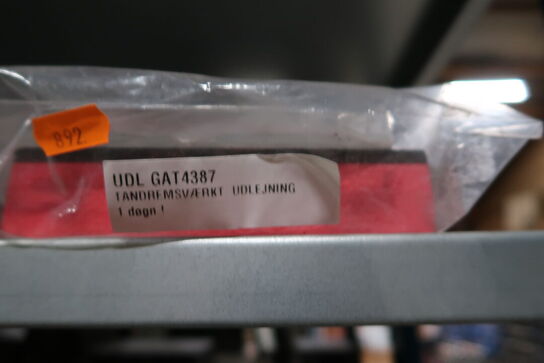 892
UDL GAT4387
TANDREMSVÆRKT UDLEJNING
1 døgn !